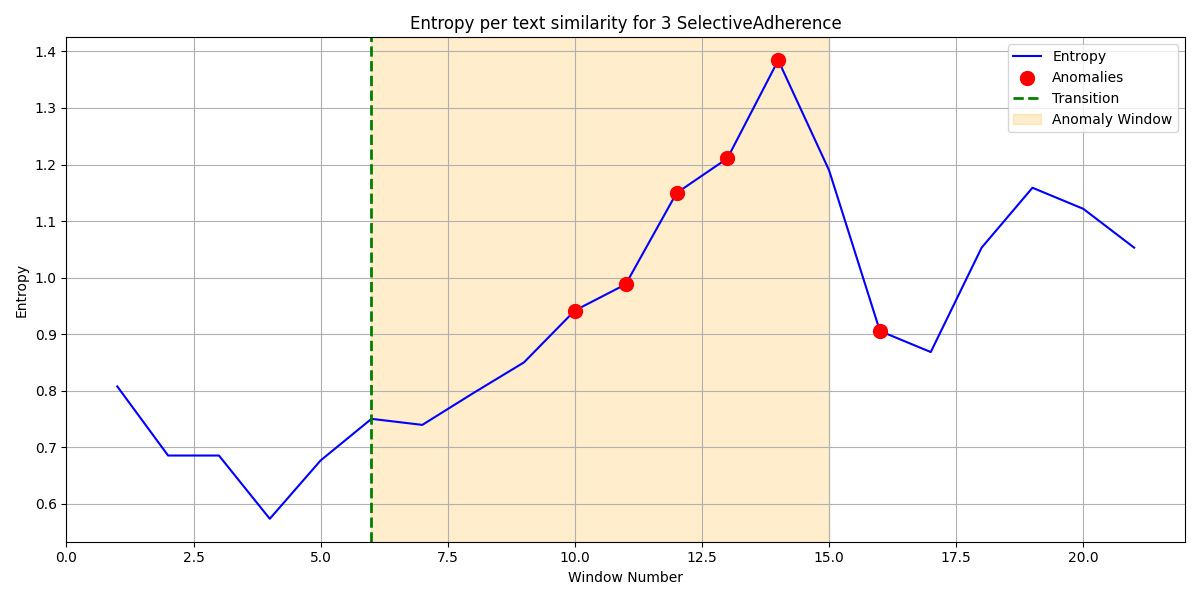 Entropy per text similarity for 3 SelectiveAdherence
Entropy
Anomalies
Transition
Anomaly Window
1.4
1.3
1.2
1.1
1.0
0.9
0.8
0.7
0.6
Entropy
0.0 2.5 5.0 7.5 10.0 12.5 15.0 17.5 20.0
Window Number